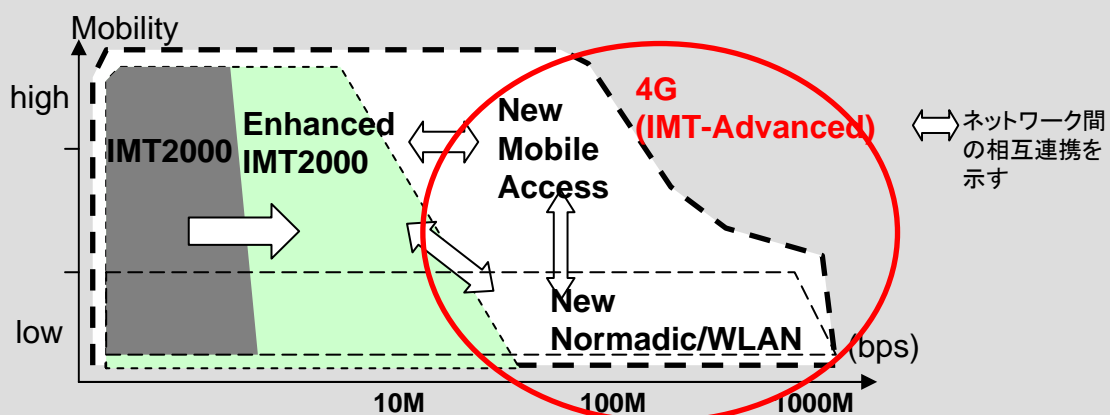 Mobility
high
low
IMT2000
Enhanced
IMT2000
New
Mobile
Access
4G
(IMT-Advanced)
ネットワーク間
の相互連携を
示す
New
Normadic/WLAN
(bps)
10M
100M
1000M